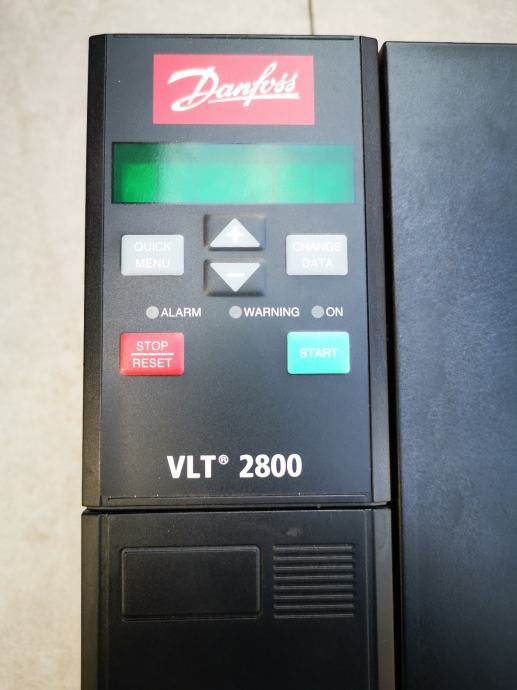 Danfoss
+
QUICK
MENU
CHANGE
DATA
-
ALARM
WARNING
ON
STOP
RESET
START
VLT® 2800